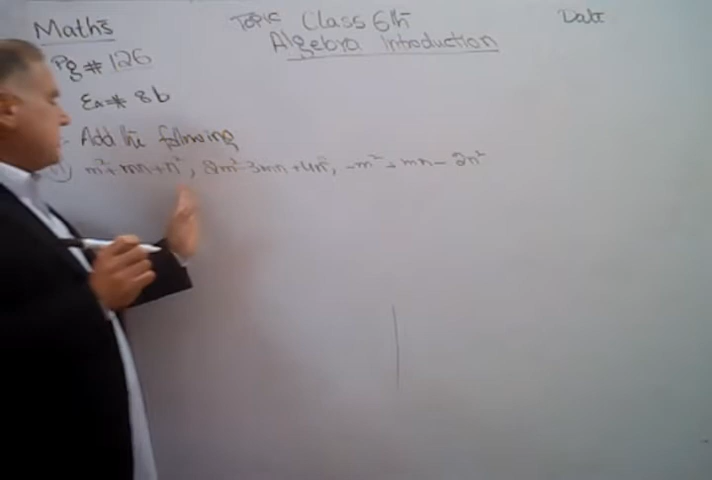 Maths Topic Class 6th Date
Algebra Introduction
Pg # 126
Ex # 8b
Add the following
m²+mn+n², 2m²-3mn+4n², -m²+mn-2n²